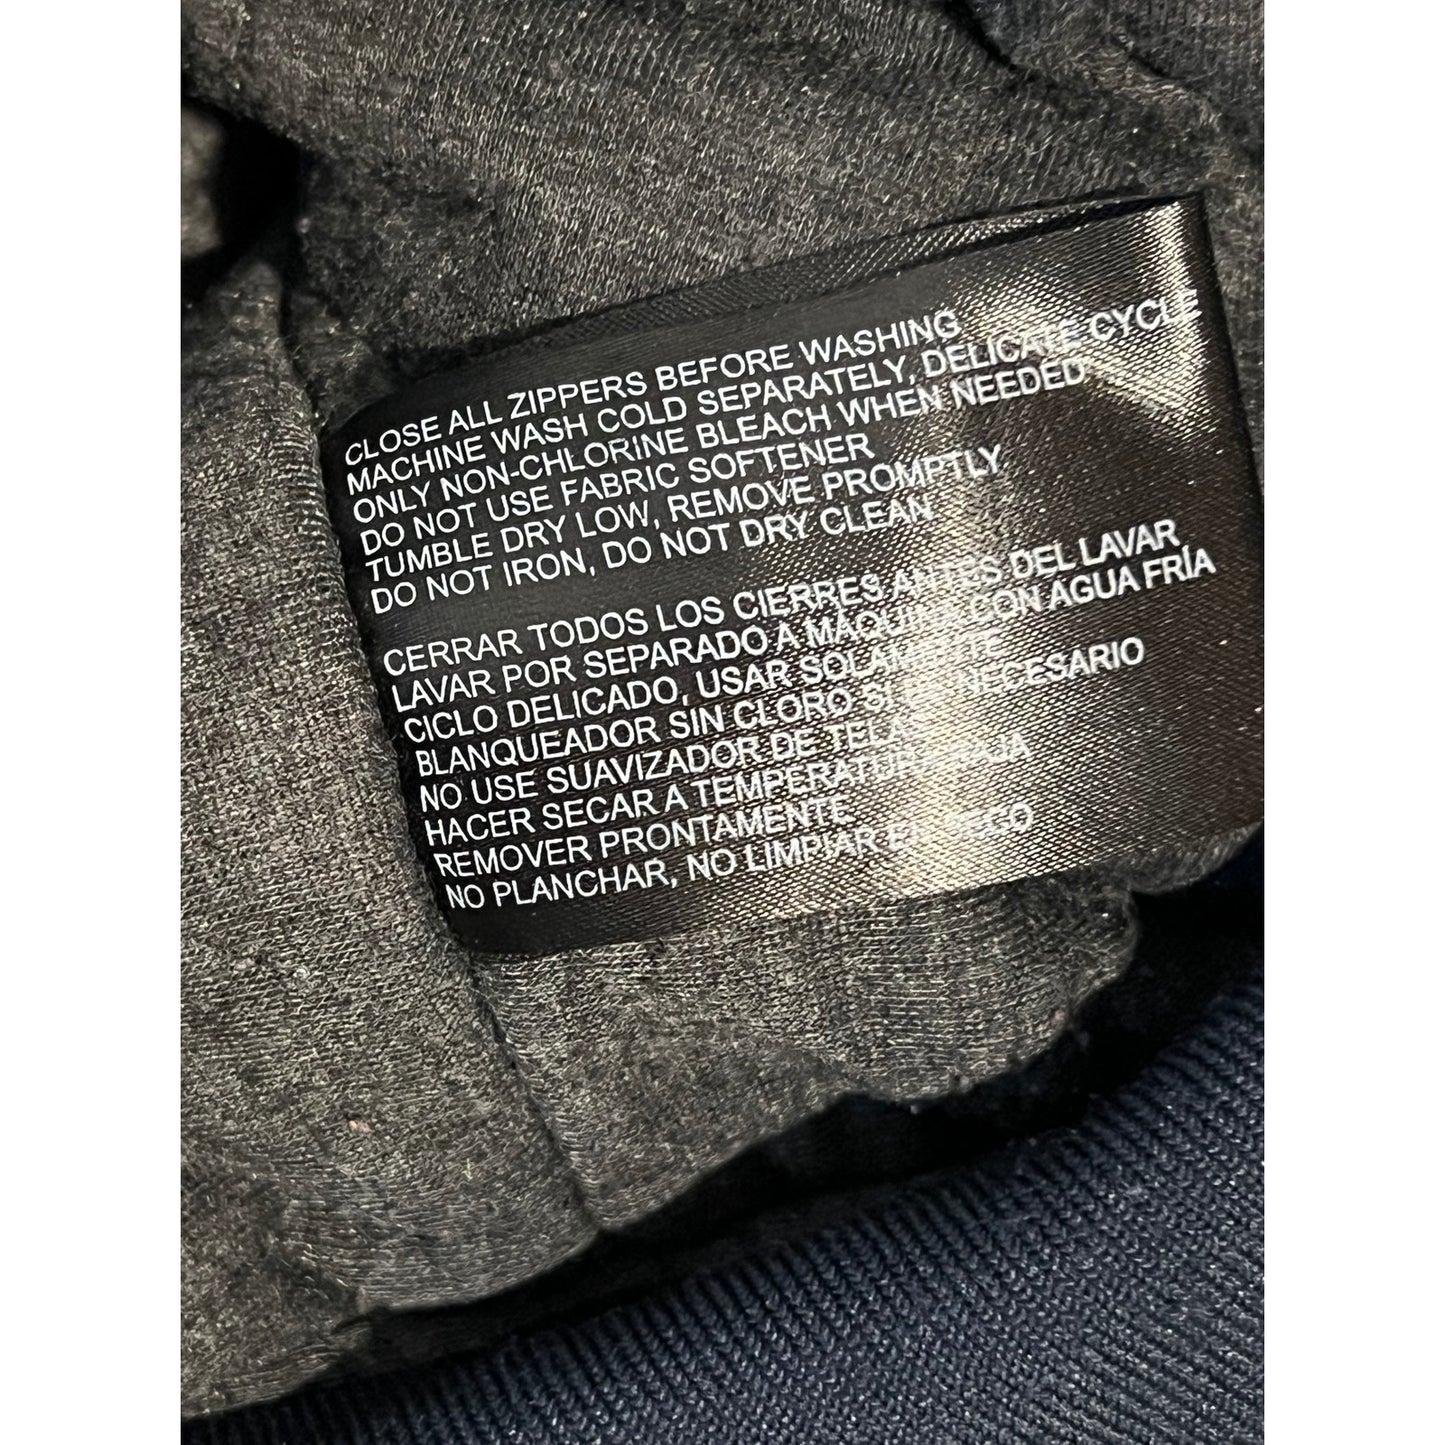 CLOSE ALL ZIPPERS BEFORE WASHING
MACHINE WASH COLD SEPARATELY, DELICATE CYCLE
ONLY NON-CHLORINE BLEACH WHEN NEEDED
DO NOT USE FABRIC SOFTENER
TUMBLE DRY LOW, REMOVE PROMPTLY
DO NOT IRON, DO NOT DRY CLEAN
CERRAR TODOS LOS CIERRES ANTES DEL LAVAR
LAVAR POR SEPARADO A MÁQUINA CON AGUA FRÍA
CICLO DELICADO, USAR SOLAMENTE
BLANQUEADOR SIN CLORO SI ES NECESARIO
NO USE SUAVIZADOR DE TELAS
HACER SECAR A TEMPERATURA BAJA
REMOVER PRONTAMENTE
NO PLANCHAR, NO LIMPIAR EN SECO